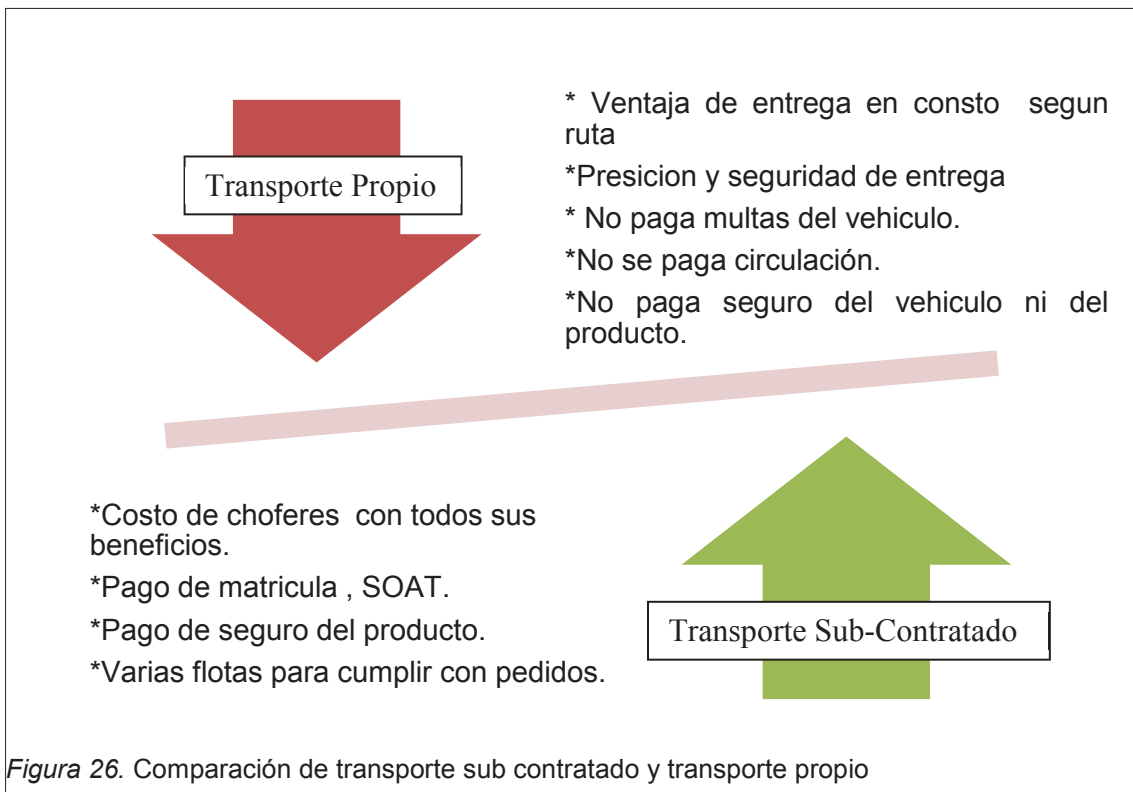 Transporte Propio
* Ventaja de entrega en consto segun
ruta
*Presicion y seguridad de entrega
* No paga multas del vehiculo.
*No se paga circulación.
*No paga seguro del vehiculo ni del
producto.
*Costo de choferes con todos sus
beneficios.
*Pago de matricula , SOAT.
*Pago de seguro del producto.
*Varias flotas para cumplir con pedidos.
Transporte Sub-Contratado
Figura 26. Comparación de transporte sub contratado y transporte propio